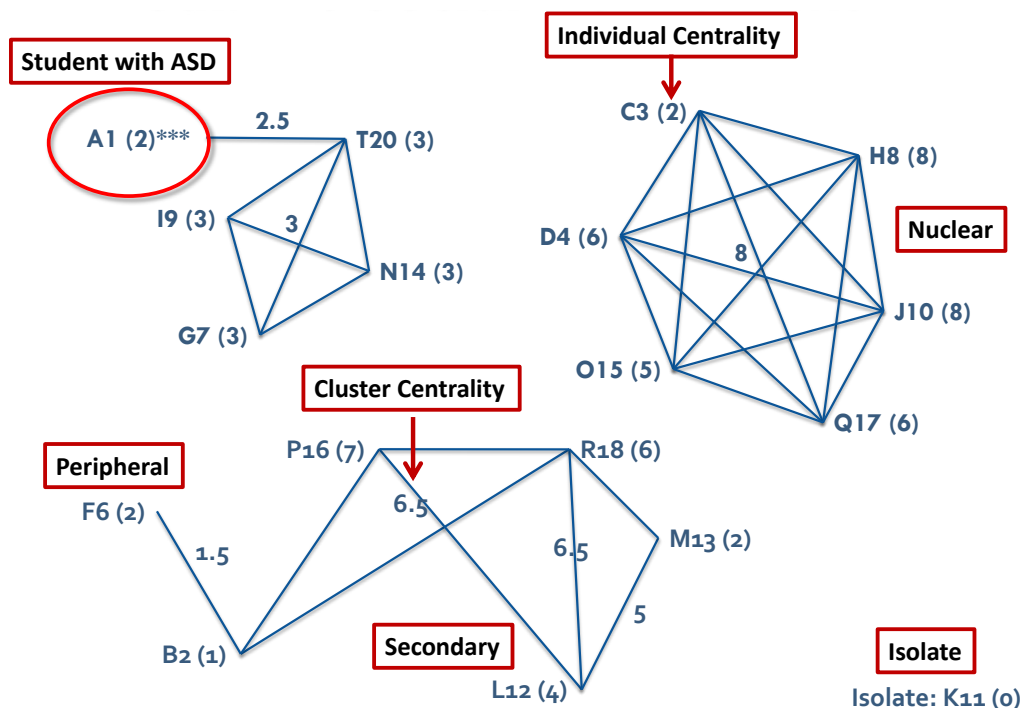 Student with ASD
A1 (2)***
2.5
T20 (3)
I9 (3)
3
N14 (3)
G7 (3)
Individual Centrality
C3 (2)
H8 (8)
Nuclear
D4 (6)
8
J10 (8)
O15 (5)
Q17 (6)
Cluster Centrality
Peripheral
P16 (7)
R18 (6)
F6 (2)
6.5
6.5
M13 (2)
1.5
5
B2 (1)
Secondary
L12 (4)
Isolate
Isolate: K11 (0)